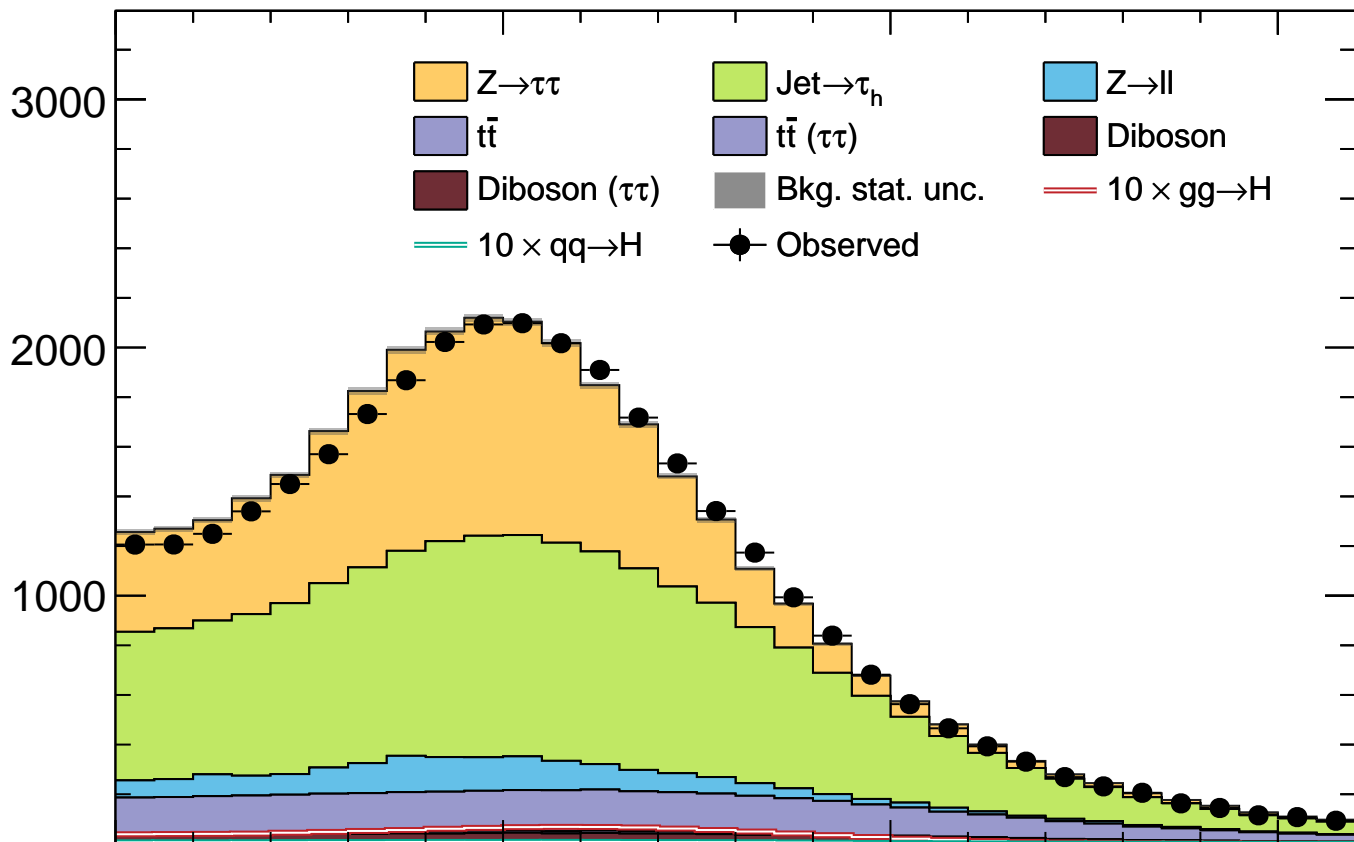 3000
Z→ττ Jet→τh Z→ll
tt̄ tt̄ (ττ) Diboson
Diboson (ττ) Bkg. stat. unc. 10 × gg→H
10 × qq→H Observed
2000
1000